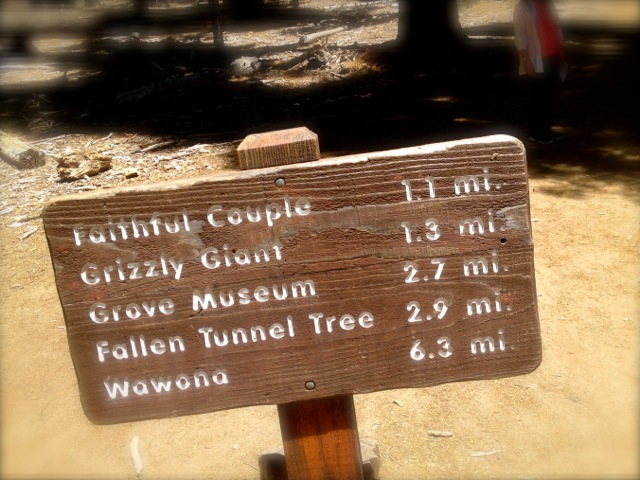 Faithful Couple 1.1 mi.
Grizzly Giant 1.3 mi.
Grove Museum 2.7 mi.
Fallen Tunnel Tree 2.9 mi.
Wawona 6.3 mi.